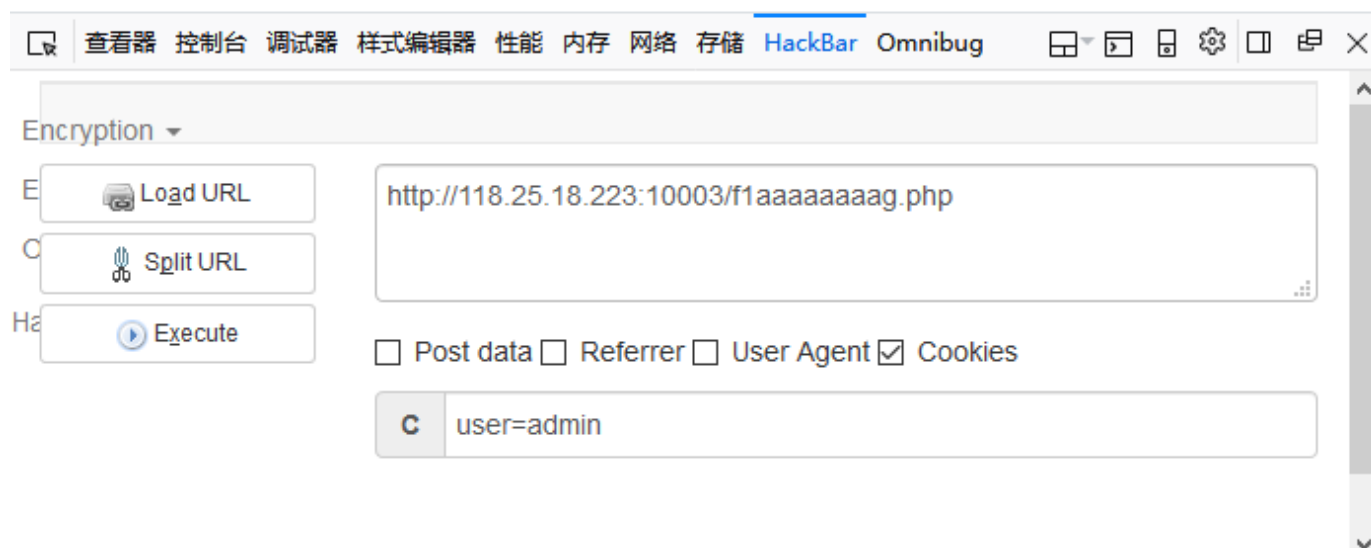 查看器 控制台 调试器 样式编辑器 性能 内存 网络 存储 HackBar Omnibug
Encryption
E
Load URL
http://118.25.18.223:10003/f1aaaaaaaag.php
C
Split URL
Ha
Execute
Post data Referrer User Agent Cookies
C user=admin